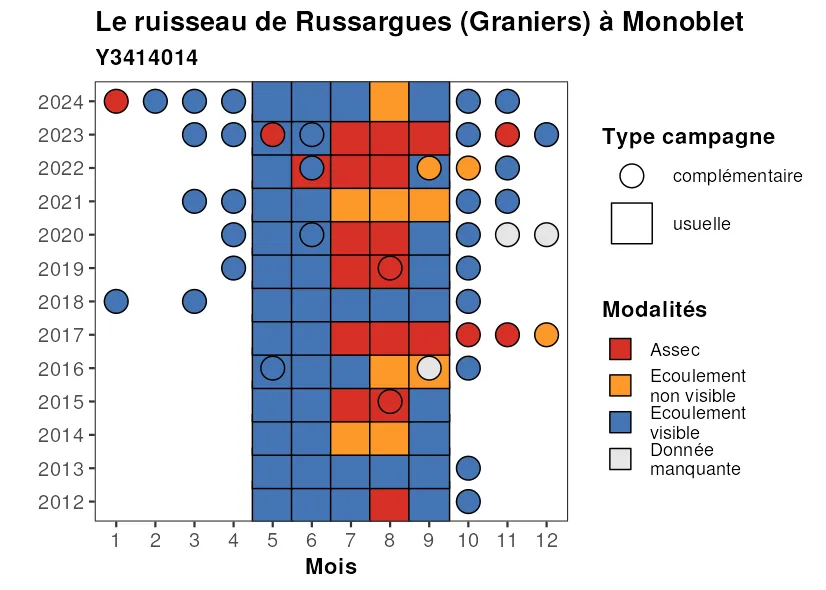 Le ruisseau de Russargues (Graniers) à Monoblet
Y3414014
2024
2023
2022
2021
2020
2019
2018
2017
2016
2015
2014
2013
2012
1 2 3 4 5 6 7 8 9 10 11 12
Mois
Type campagne
complémentaire
usuelle
Modalités
Assec
Ecoulement
non visible
Ecoulement
visible
Donnée
manquante